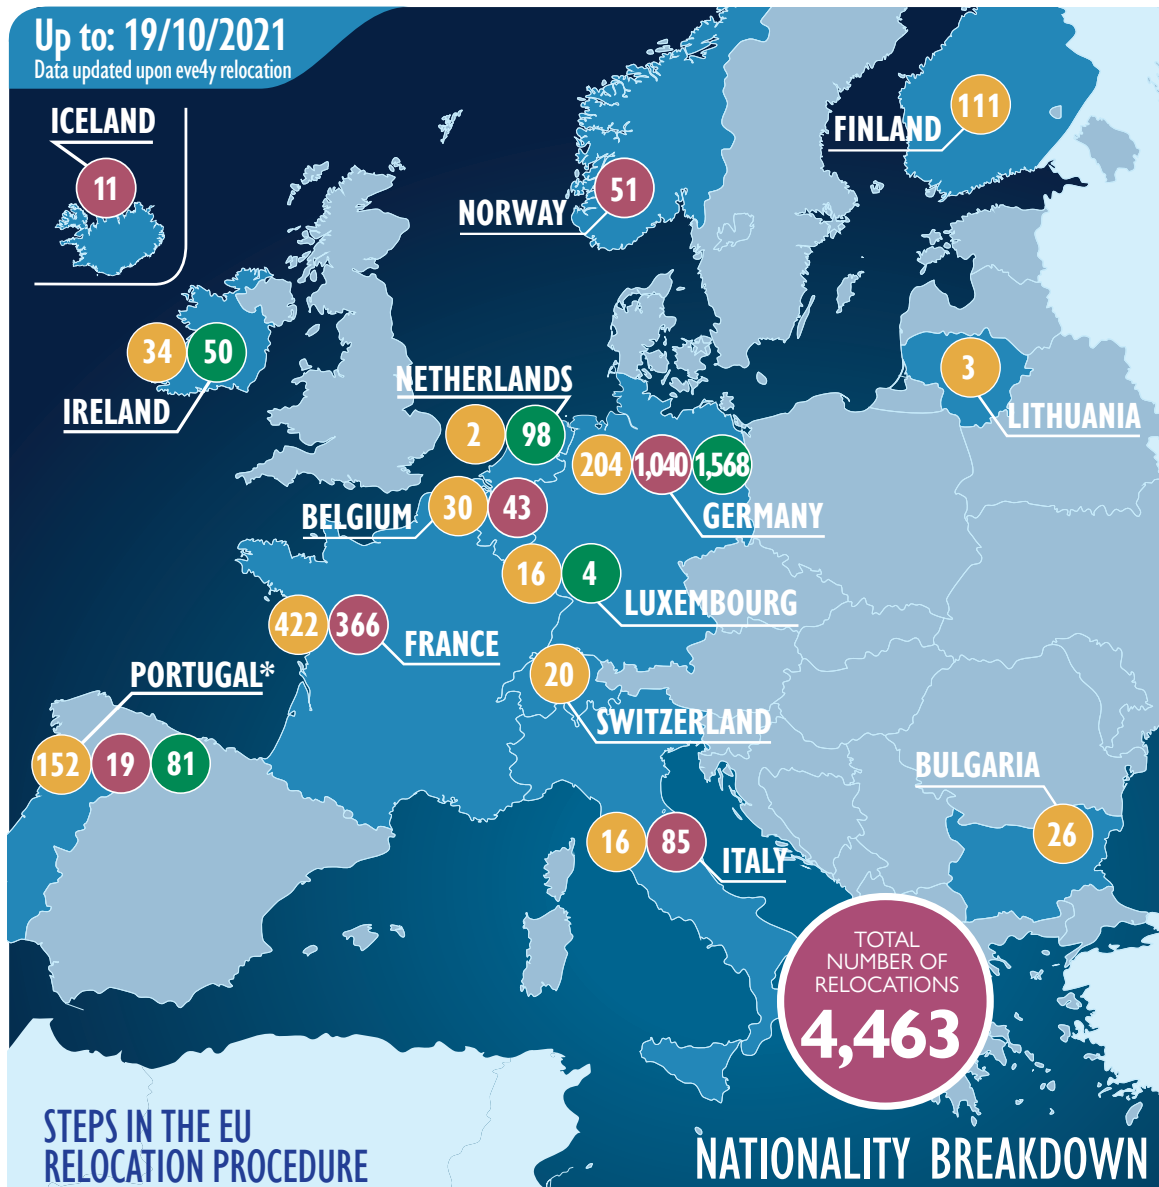 Up to: 19/10/2021
Data updated upon eve4y relocation
ICELAND
11
FINLAND
111
NORWAY
51
34 50
IRELAND
NETHERLANDS
2 98
3
LITHUANIA
204 1,040 1,568
GERMANY
BELGIUM
30 43
16 4
LUXEMBOURG
422 366
FRANCE
PORTUGAL*
152 19 81
20
SWITZERLAND
BULGARIA
26
16 85
ITALY
TOTAL
NUMBER OF
RELOCATIONS
4,463
STEPS IN THE EU
RELOCATION PROCEDURE
NATIONALITY BREAKDOWN